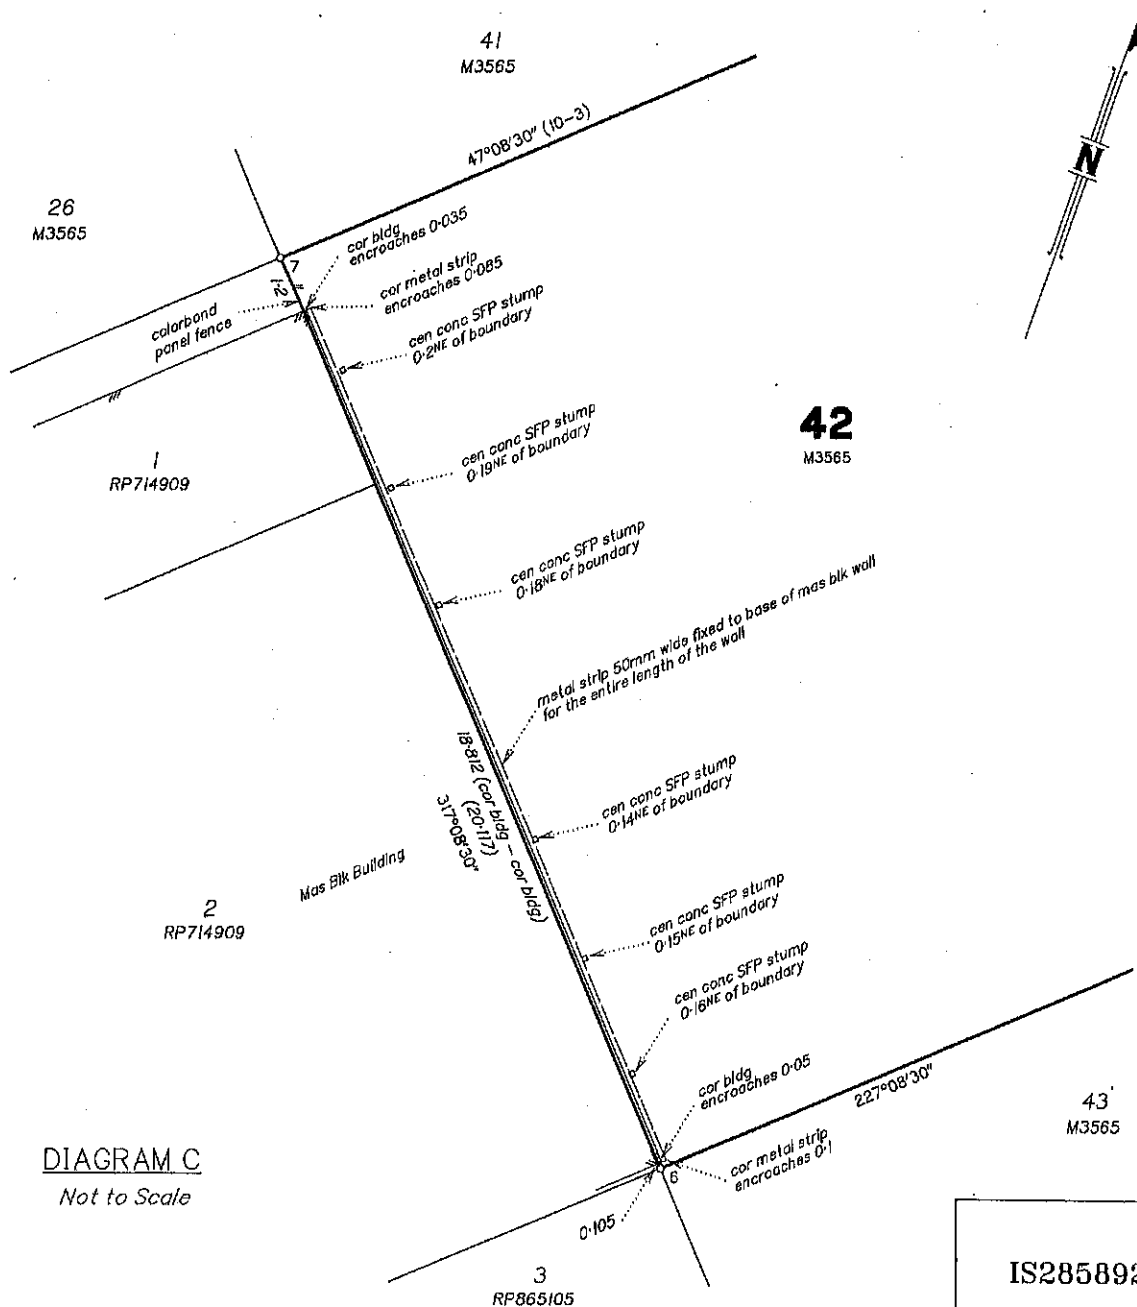 41
M3565
47°08'30" (10-3)
N
26
M3565
7
cor bldg
encroaches 0·035
1·2
cor metal strip
encroaches 0·085
colorbond
panel fence
cen conc SFP stump
0·2NE of boundary
1
RP714909
cen conc SFP stump
0·19NE of boundary
42
M3565
cen conc SFP stump
0·18NE of boundary
metal strip 50mm wide fixed to base of mas blk wall
for the entire length of the wall
18·812 (cor bldg - cor bldg)
(20·117)
317°08'30"
cen conc SFP stump
0·14NE of boundary
Mas Blk Building
2
RP714909
cen conc SFP stump
0·15NE of boundary
cen conc SFP stump
0·16NE of boundary
cor bldg
encroaches 0·05
227°08'30"
43
M3565
cor metal strip
encroaches 0·1
6
0·105
DIAGRAM C
Not to Scale
3
RP865105
IS285892